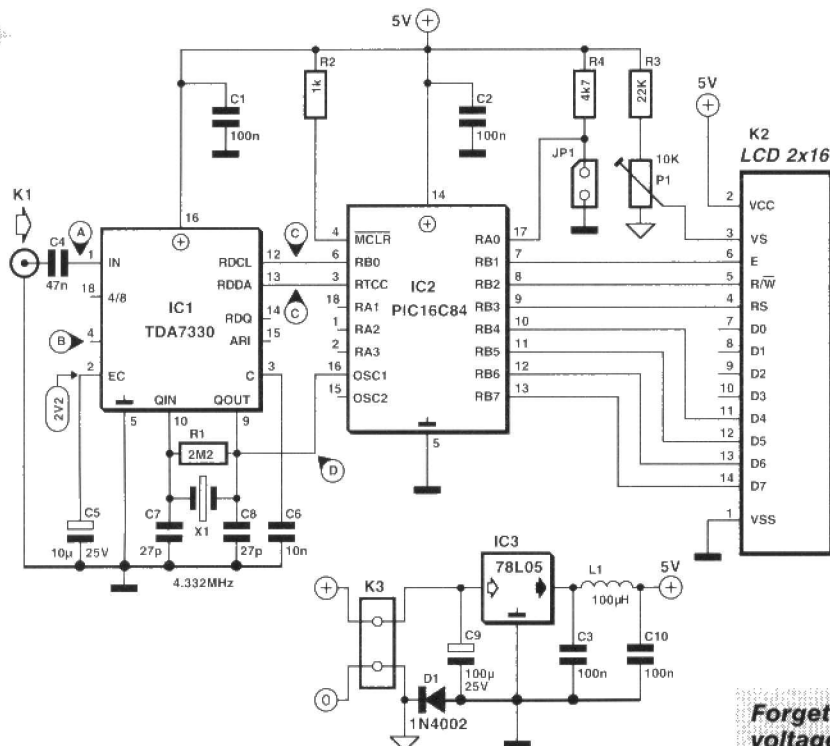 5V
R2
1k
C1
100n
C2
100n
R4
4k7
R3
22K
5V
K2
LCD 2x16
JP1
10K
P1
K1
C4
47n
A
16
14
1
IN
18
4/8
B
4
2
EC
2V2
IC1
TDA7330
RDCL
12
C
RDDA
13
C
RDQ
14
ARI
15
C
3
QIN
QOUT
5
10
9
R1
2M2
D
X1
C5
10µ
25V
C7
27p
C8
27p
C6
10n
4.332MHz
4
MCLR
6
RB0
3
RTCC
18
RA1
1
RA2
2
RA3
16
OSC1
15
OSC2
IC2
PIC16C84
RA0
17
RB1
7
RB2
8
RB3
9
RB4
10
RB5
11
RB6
12
RB7
13
5
2
VCC
3
VS
6
E
5
R/W
4
RS
7
D0
8
D1
9
D2
10
D3
11
D4
12
D5
13
D6
14
D7
1
VSS
K3
0
C9
100µ
25V
D1
1N4002
IC3
78L05
L1
100µH
5V
C3
100n
C10
100n
Forget
voltage